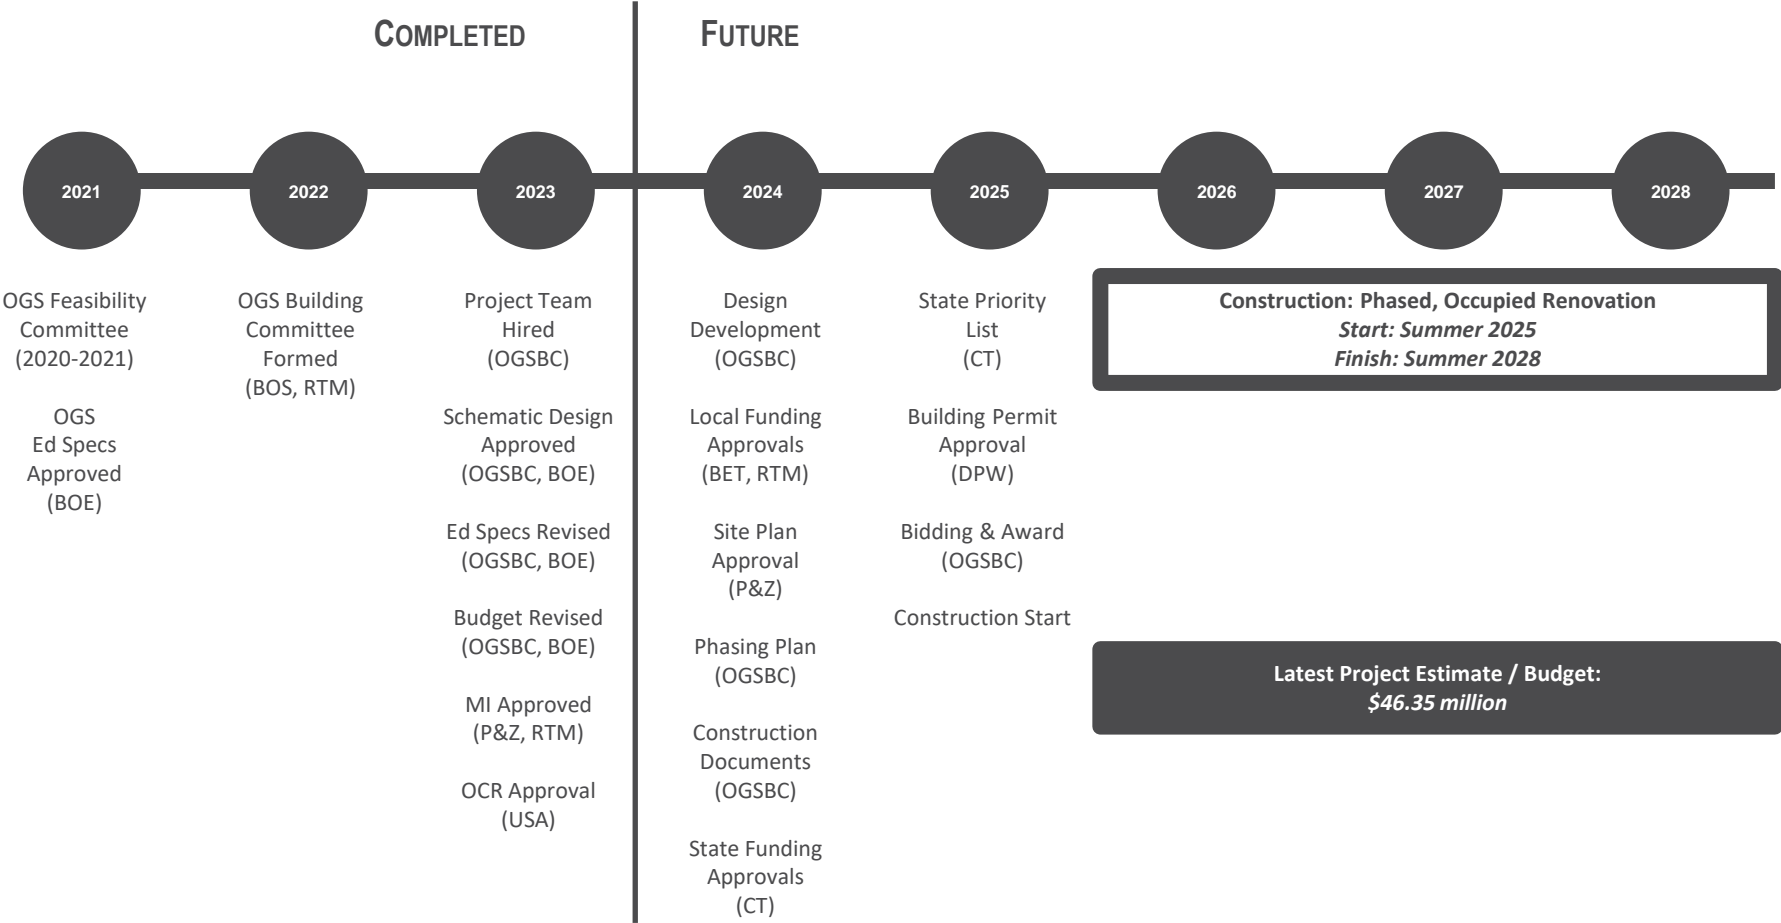 COMPLETED
FUTURE
2021
2022
2023
2024
2025
2026
2027
2028
OGS Feasibility
Committee
(2020-2021)
OGS
Ed Specs
Approved
(BOE)
OGS Building
Committee
Formed
(BOS, RTM)
Project Team
Hired
(OGSBC)
Schematic Design
Approved
(OGSBC, BOE)
Ed Specs Revised
(OGSBC, BOE)
Budget Revised
(OGSBC, BOE)
MI Approved
(P&Z, RTM)
OCR Approval
(USA)
Design
Development
(OGSBC)
Local Funding
Approvals
(BET, RTM)
Site Plan
Approval
(P&Z)
Phasing Plan
(OGSBC)
Construction
Documents
(OGSBC)
State Funding
Approvals
(CT)
State Priority
List
(CT)
Building Permit
Approval
(DPW)
Bidding & Award
(OGSBC)
Construction Start
Construction: Phased, Occupied Renovation
Start: Summer 2025
Finish: Summer 2028
Latest Project Estimate / Budget:
$46.35 million